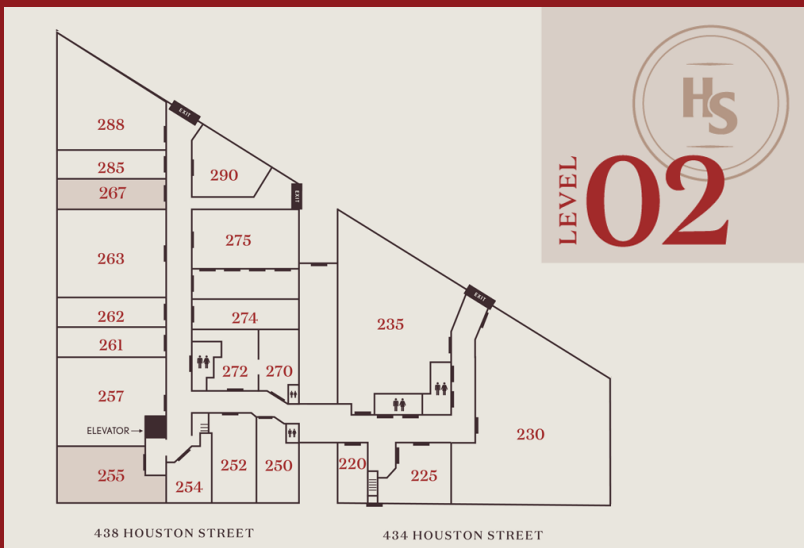 HS
LEVEL
02
EXIT
288
285
290
267
EXIT
275
263
EXIT
262
274
235
261
272
270
257
ELEVATOR
230
255
254
252
250
220
225
438 HOUSTON STREET
434 HOUSTON STREET